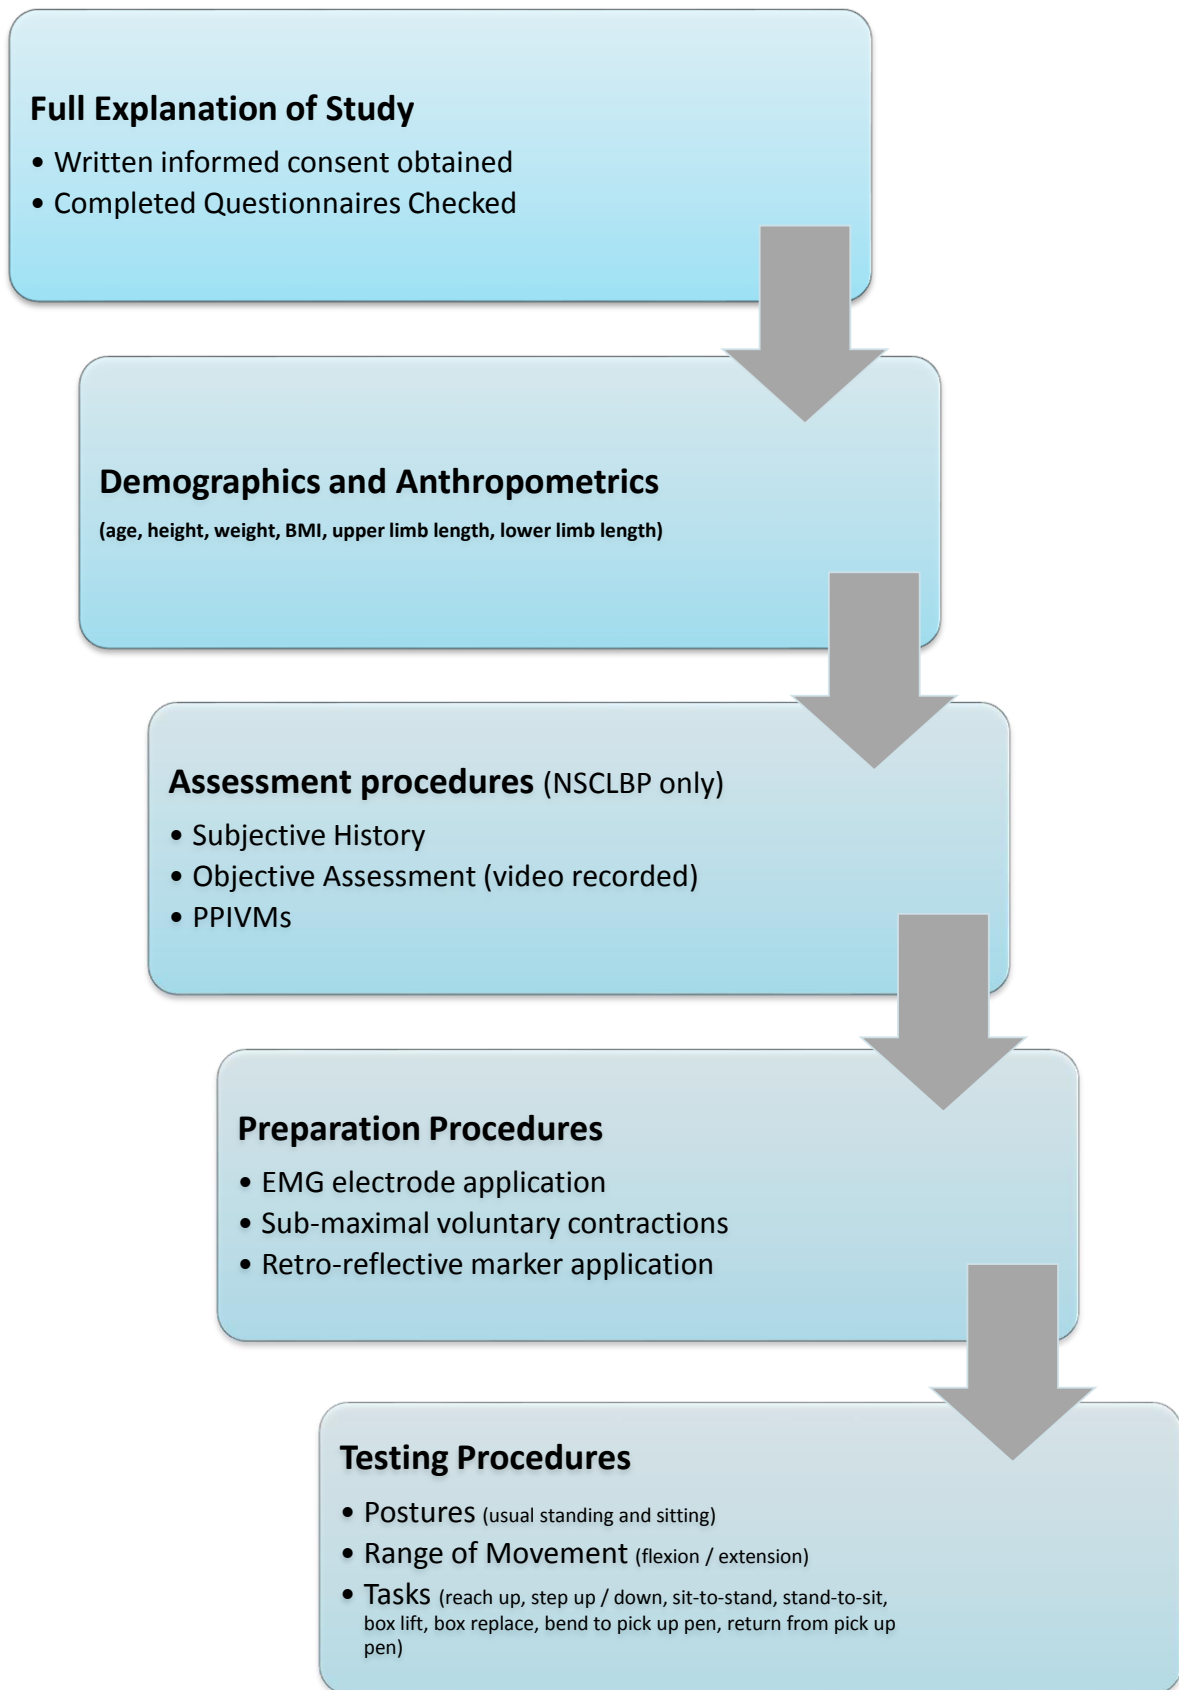 Full Explanation of Study
• Written informed consent obtained
• Completed Questionnaires Checked
Demographics and Anthropometrics
(age, height, weight, BMI, upper limb length, lower limb length)
Assessment procedures (NSCLBP only)
• Subjective History
• Objective Assessment (video recorded)
• PPIVMs
Preparation Procedures
• EMG electrode application
• Sub-maximal voluntary contractions
• Retro-reflective marker application
Testing Procedures
• Postures (usual standing and sitting)
• Range of Movement (flexion / extension)
• Tasks (reach up, step up / down, sit-to-stand, stand-to-sit,
box lift, box replace, bend to pick up pen, return from pick up
pen)